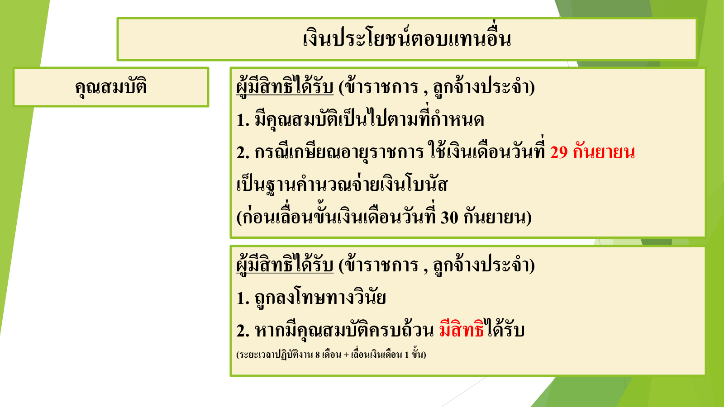 เงินประโยชน์ตอบแทนอื่น
คุณสมบัติ
ผู้มีสิทธิได้รับ (ข้าราชการ , ลูกจ้างประจำ)
1. มีคุณสมบัติเป็นไปตามที่กำหนด
2. กรณีเกษียณอายุราชการ ใช้เงินเดือนวันที่ 29 กันยายน
เป็นฐานคำนวณจ่ายเงินโบนัส
(ก่อนเลื่อนขั้นเงินเดือนวันที่ 30 กันยายน)
ผู้มีสิทธิได้รับ (ข้าราชการ , ลูกจ้างประจำ)
1. ถูกลงโทษทางวินัย
2. หากมีคุณสมบัติครบถ้วน มีสิทธิได้รับ
(ระยะเวลาปฏิบัติงาน 8 เดือน + เลื่อนเงินเดือน 1 ขั้น)